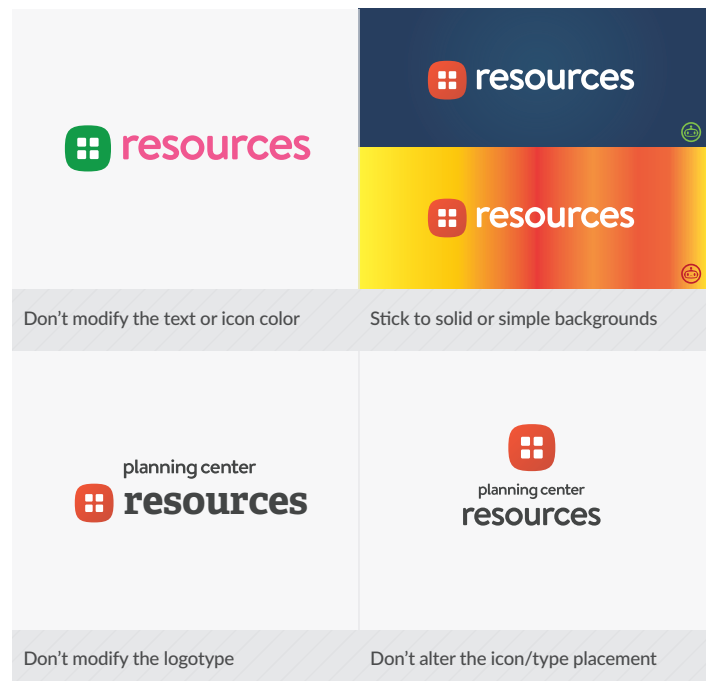 resources
resources
resources
Don’t modify the text or icon color
Stick to solid or simple backgrounds
planning center
resources
planning center
resources
Don’t modify the logotype
Don’t alter the icon/type placement